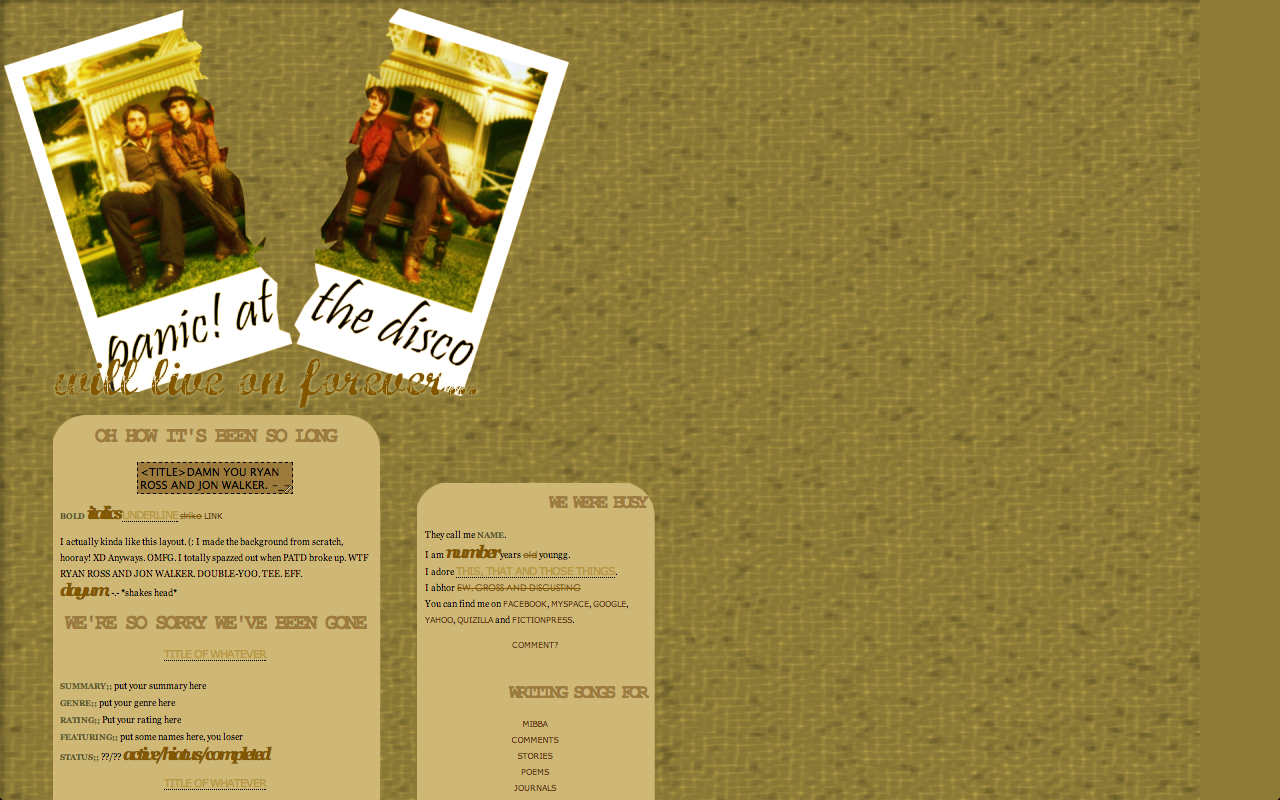 panic! at the disco
will live on forever...
OH HOW IT'S BEEN SO LONG
<TITLE>DAMN YOU RYAN
ROSS AND JON WALKER. -_-
BOLD italics UNDERLINE strike LINK
I actually kinda like this layout. (: I made the background from scratch,
hooray! XD Anyways. OMFG. I totally spazzed out when PATD broke up. WTF
RYAN ROSS AND JON WALKER. DOUBLE-YOO. TEE. EFF.
dayum. -.- *shakes head*
WE'RE SO SORRY WE'VE BEEN GONE
TITLE OF WHATEVER
SUMMARY;; put your summary here
GENRE;; put your genre here
RATING;; Put your rating here
FEATURING;; put some names here, you loser
STATUS;; ??/?? active/hiatus/completed
TITLE OF WHATEVER
WE WERE BUSY
They call me NAME.
I am number years old youngg.
I adore THIS, THAT AND THOSE THINGS.
I abhor EW, GROSS AND DISGUSTING
You can find me on FACEBOOK, MYSPACE, GOOGLE,
YAHOO, QUIZILLA and FICTIONPRESS.
COMMENT?
WRITING SONGS FOR
MIBBA
COMMENTS
STORIES
POEMS
JOURNALS